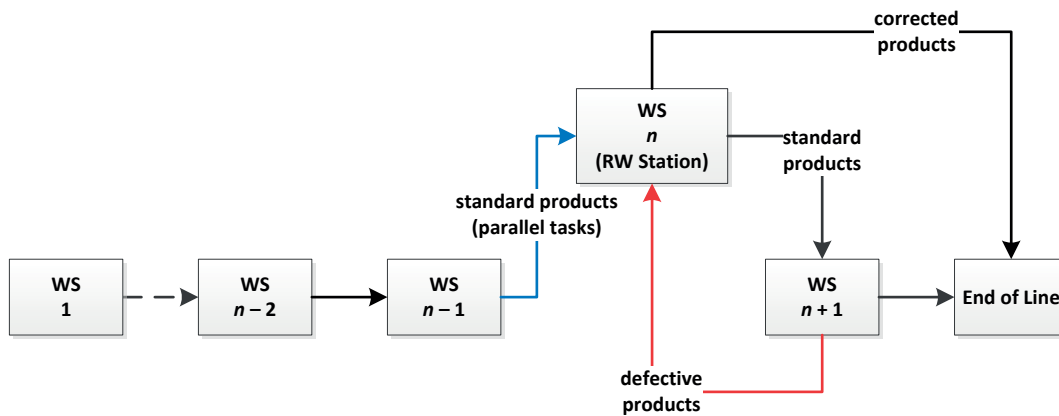 corrected
products
WS
n
(RW Station)
standard
products
standard products
(parallel tasks)
WS
1
WS
n – 2
WS
n – 1
WS
n + 1
End of Line
defective
products